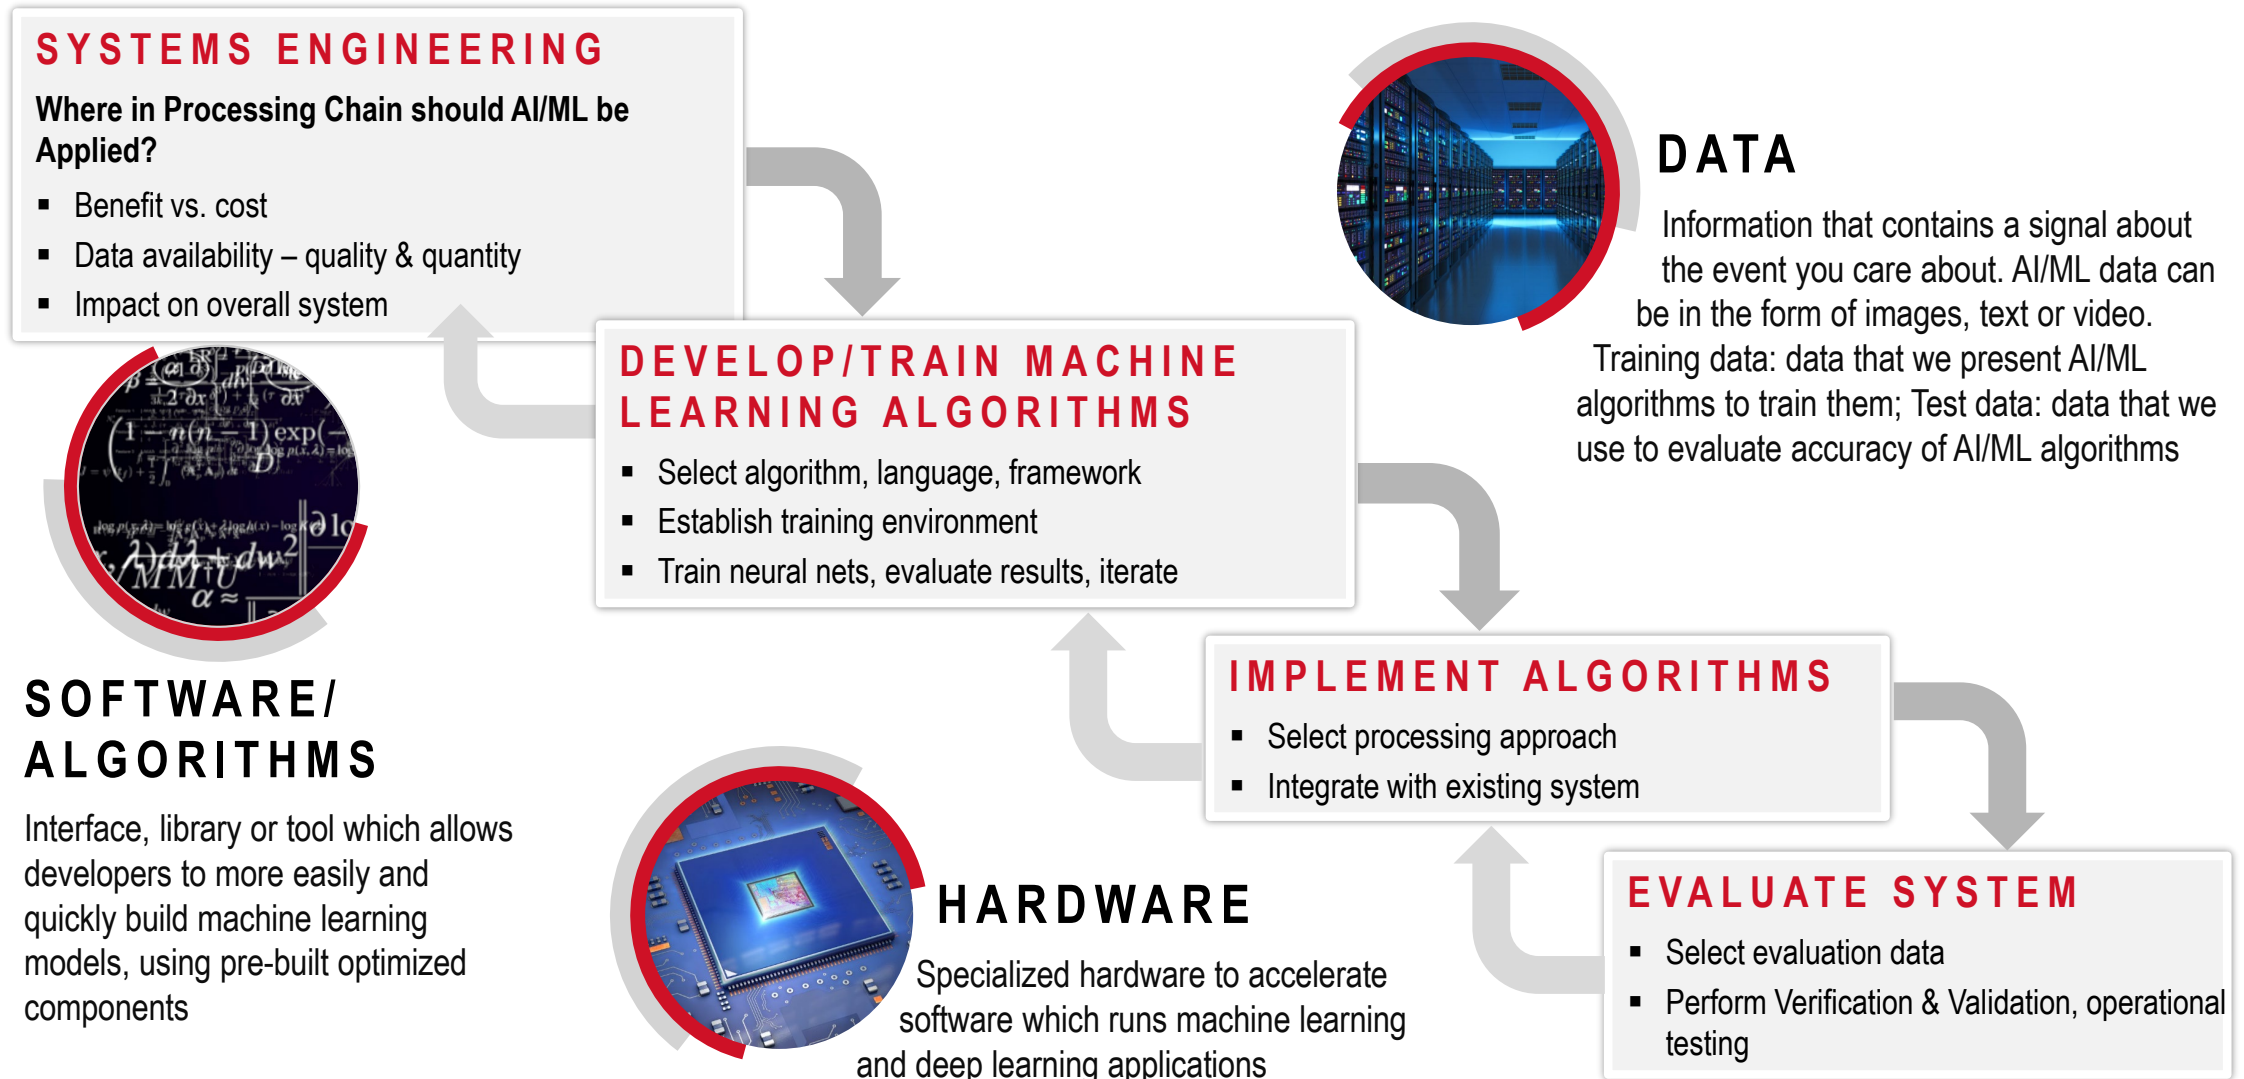 SYSTEMS ENGINEERING
Where in Processing Chain should AI/ML be
Applied?
▪ Benefit vs. cost
▪ Data availability – quality & quantity
▪ Impact on overall system
DATA
Information that contains a signal about
the event you care about. AI/ML data can
be in the form of images, text or video.
Training data: data that we present AI/ML
algorithms to train them; Test data: data that we
use to evaluate accuracy of AI/ML algorithms
DEVELOP/TRAIN MACHINE
LEARNING ALGORITHMS
▪ Select algorithm, language, framework
▪ Establish training environment
▪ Train neural nets, evaluate results, iterate
SOFTWARE/
ALGORITHMS
Interface, library or tool which allows
developers to more easily and
quickly build machine learning
models, using pre-built optimized
components
IMPLEMENT ALGORITHMS
▪ Select processing approach
▪ Integrate with existing system
HARDWARE
Specialized hardware to accelerate
software which runs machine learning
and deep learning applications
EVALUATE SYSTEM
▪ Select evaluation data
▪ Perform Verification & Validation, operational
testing